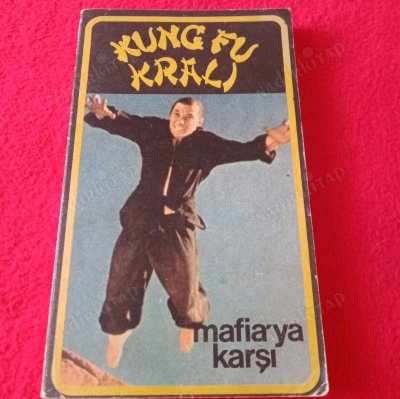 KUNG FU
KRALI
mafia'ya
karşı